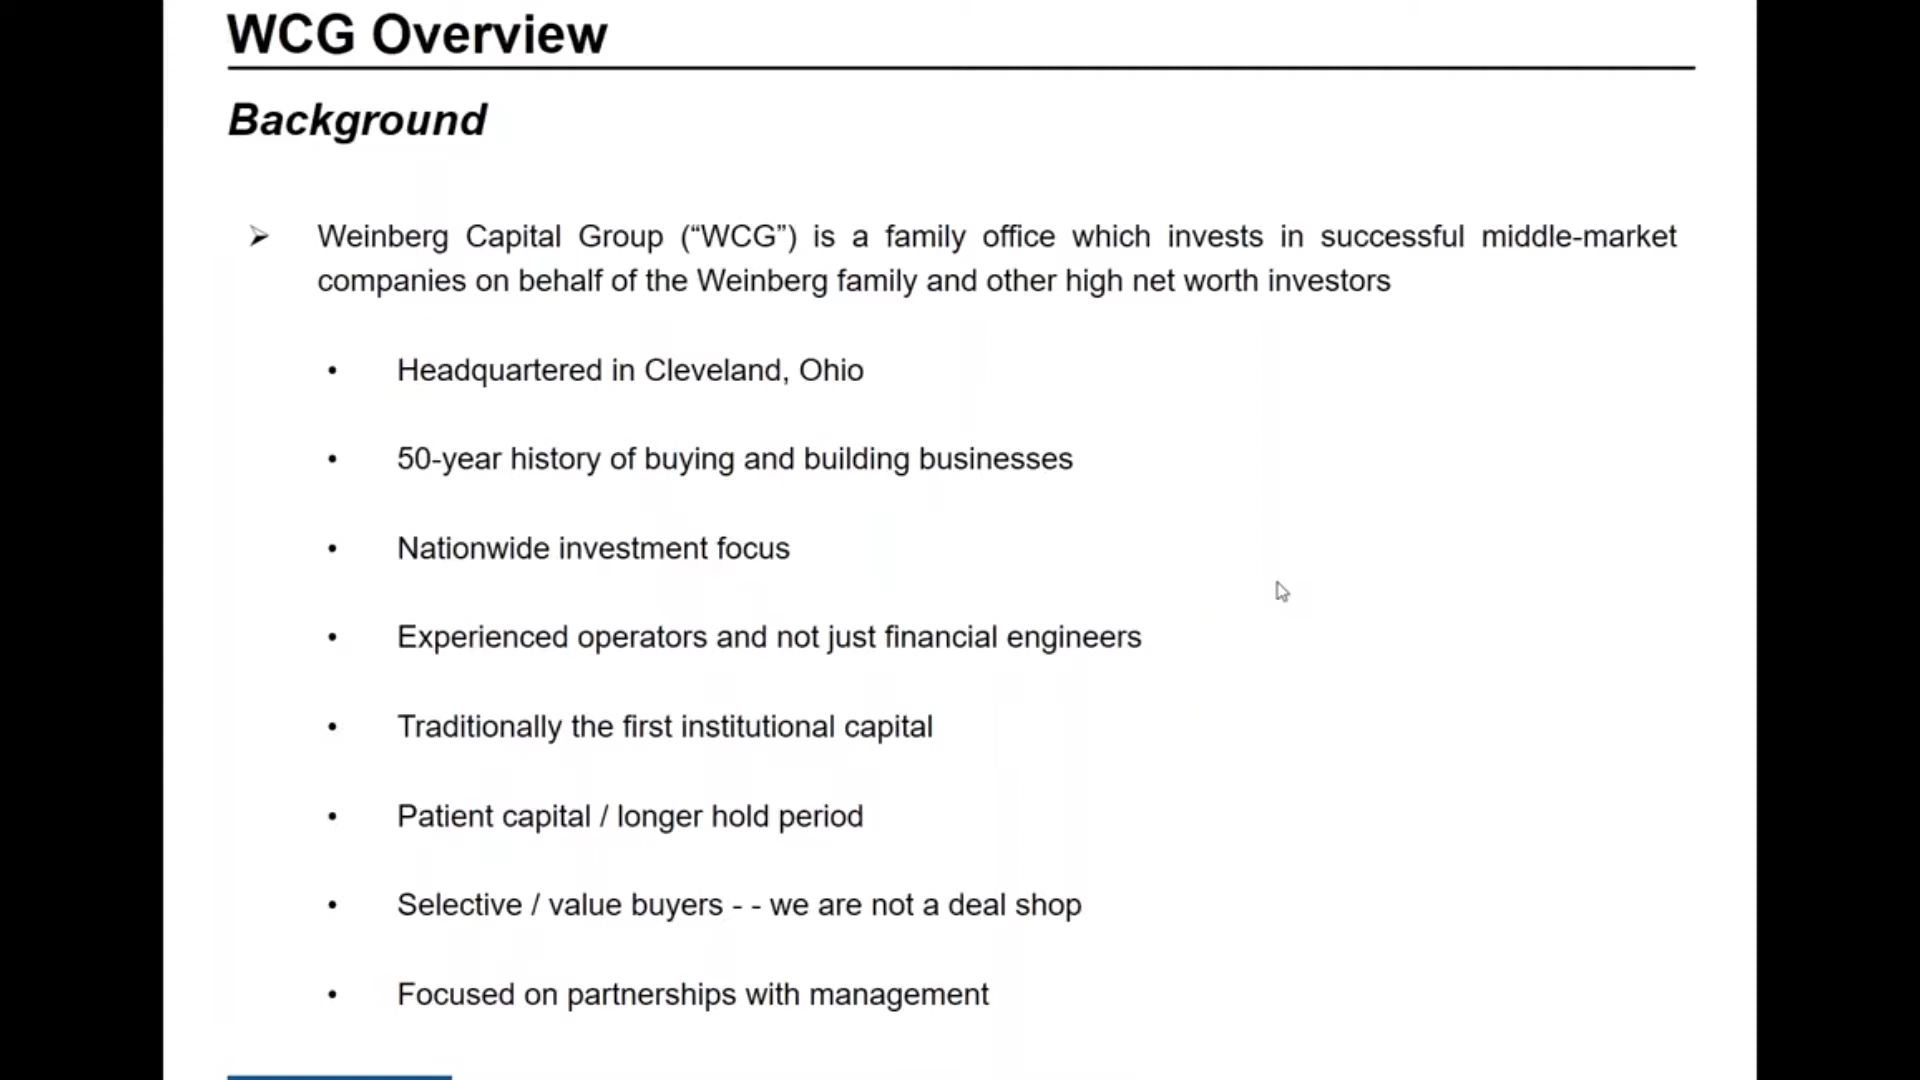 WCG Overview
Background
➢ Weinberg Capital Group (“WCG”) is a family office which invests in successful middle-market
companies on behalf of the Weinberg family and other high net worth investors
• Headquartered in Cleveland, Ohio
• 50-year history of buying and building businesses
• Nationwide investment focus
• Experienced operators and not just financial engineers
• Traditionally the first institutional capital
• Patient capital / longer hold period
• Selective / value buyers - - we are not a deal shop
• Focused on partnerships with management